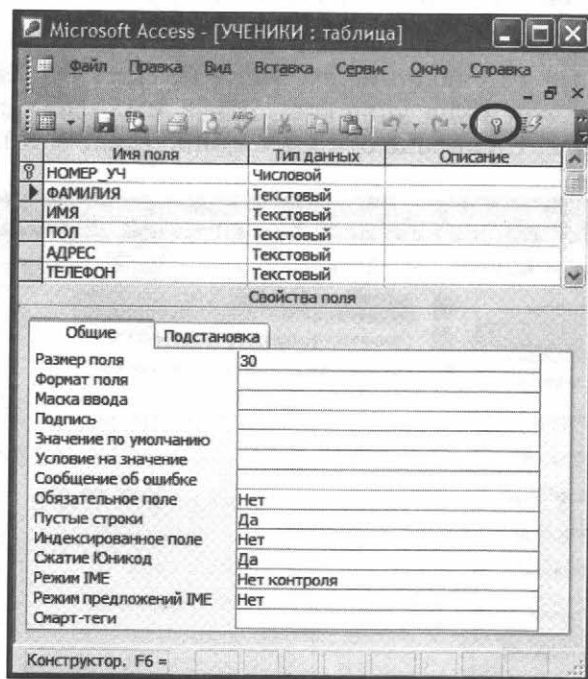 Microsoft Access - [УЧЕНИКИ : таблица]
Файл Правка Вид Вставка Сервис Окно Справка
Имя поля Тип данных Описание
НОМЕР_УЧ Числовой
ФАМИЛИЯ Текстовый
ИМЯ Текстовый
ПОЛ Текстовый
АДРЕС Текстовый
ТЕЛЕФОН Текстовый
Свойства поля
Общие Подстановка
Размер поля 30
Формат поля
Маска ввода
Подпись
Значение по умолчанию
Условие на значение
Сообщение об ошибке
Обязательное поле Нет
Пустые строки Да
Индексированное поле Нет
Сжатие Юникод Да
Режим IME Нет контроля
Режим предложений IME Нет
Смарт-теги
Конструктор. F6 =